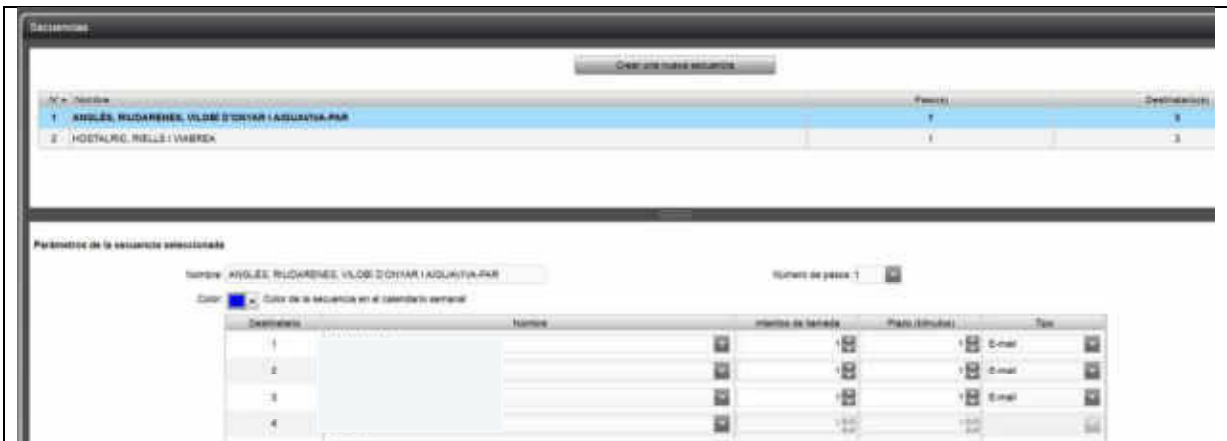 Secuencias
Crear una nueva secuencia
Nº Nombre Paso(s) Destinatario(s)
1 ANGLÈS, RIUDARENES, VILOBÍ D'ONYAR I AIGUAVIVA-PAR 1 3
2 HOSTALRIC, RIELLS I VIABREA 1 3
Parámetros de la secuencia seleccionada
Nombre ANGLÈS, RIUDARENES, VILOBÍ D'ONYAR I AIGUAVIVA-PAR Número de pasos 1
Color Color de la secuencia en el calendario semanal
Destinatario Nombre Intentos de llamada Plazo (Minutos) Tipo
1 1 1 E-mail
2 1 1 E-mail
3 1 1 E-mail
4